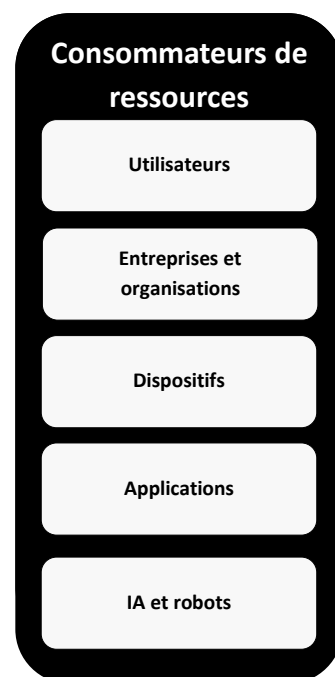 Consommateurs de
ressources
Utilisateurs
Entreprises et
organisations
Dispositifs
Applications
IA et robots